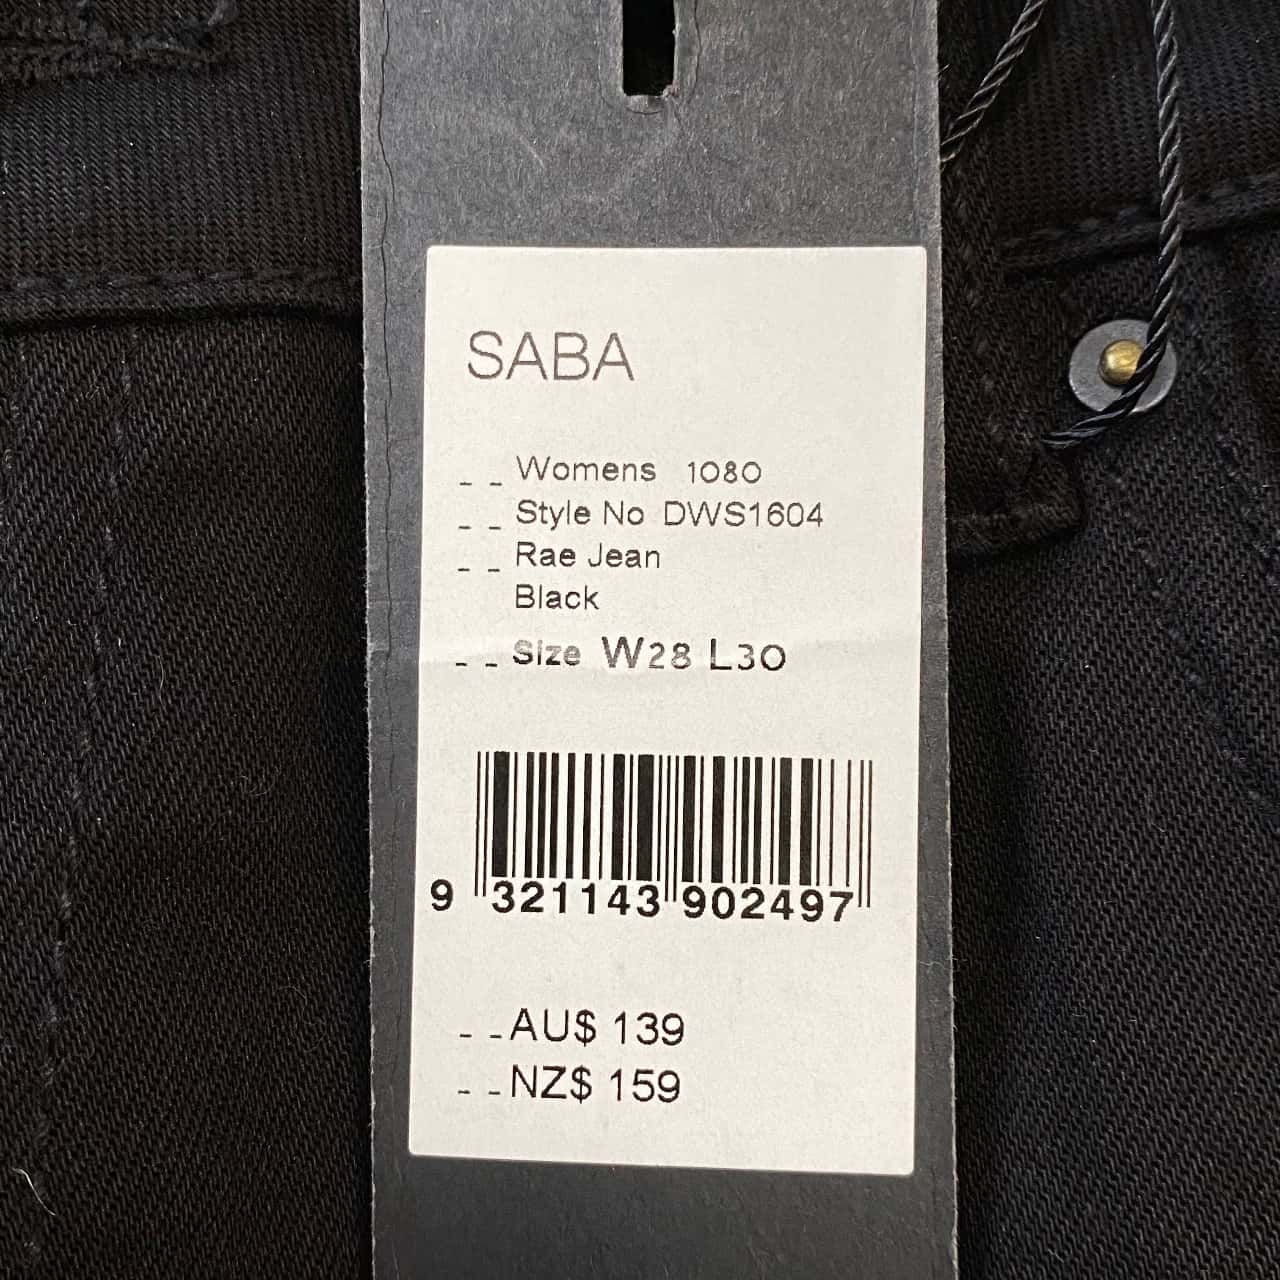 SABA
_ _ Womens 1080
_ _ Style No DWS1604
_ _ Rae Jean
Black
_ _ Size W28 L30
9 321143 902497
_ _ AU$ 139
_ _ NZ$ 159